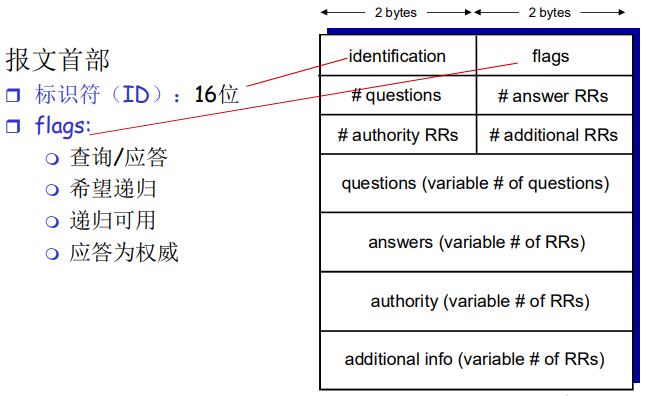 报文首部
标识符（ID）：16位
flags:
查询/应答
希望递归
递归可用
应答为权威
2 bytes 2 bytes
identification flags
# questions # answer RRs
# authority RRs # additional RRs
questions (variable # of questions)
answers (variable # of RRs)
authority (variable # of RRs)
additional info (variable # of RRs)